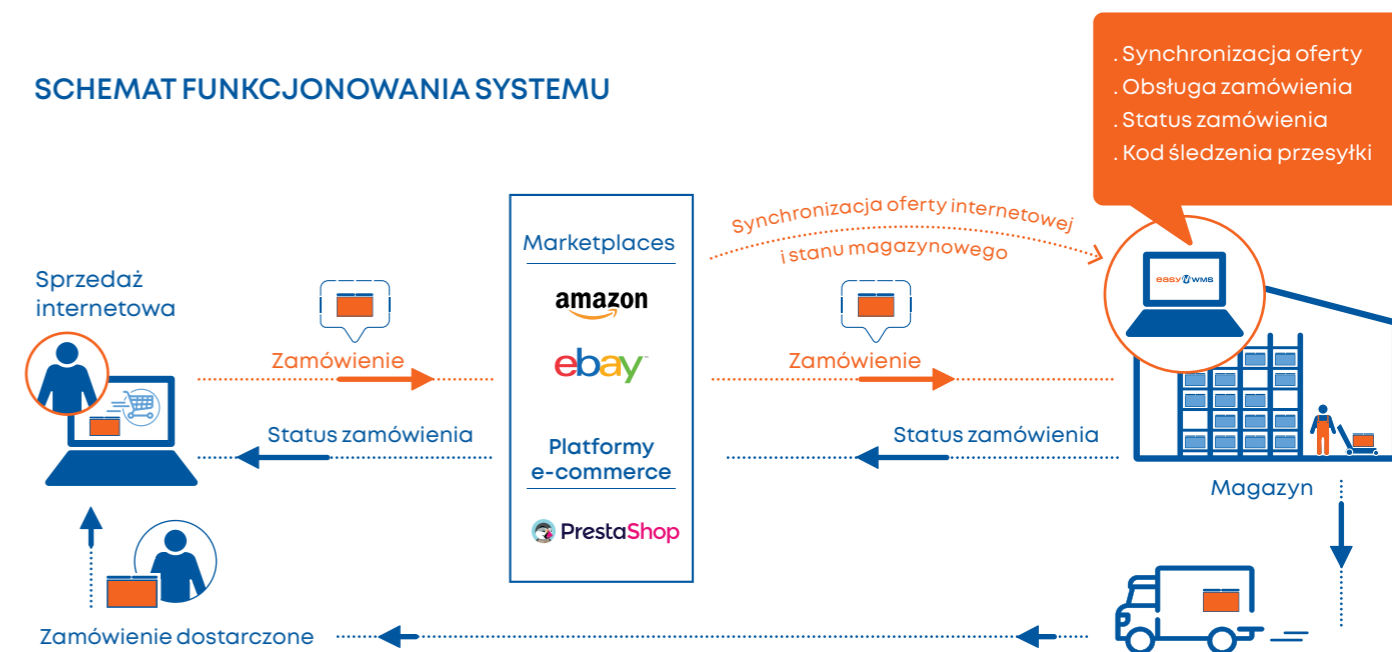 SCHEMAT FUNKCJONOWANIA SYSTEMU
. Synchronizacja oferty
. Obsługa zamówienia
. Status zamówienia
. Kod śledzenia przesyłki
Sprzedaż
internetowa
Zamówienie
Status zamówienia
Marketplaces
amazon
ebay
Platformy
e-commerce
PrestaShop
Synchronizacja oferty internetowej
i stanu magazynowego
Zamówienie
Status zamówienia
easy WMS
Magazyn
Zamówienie dostarczone